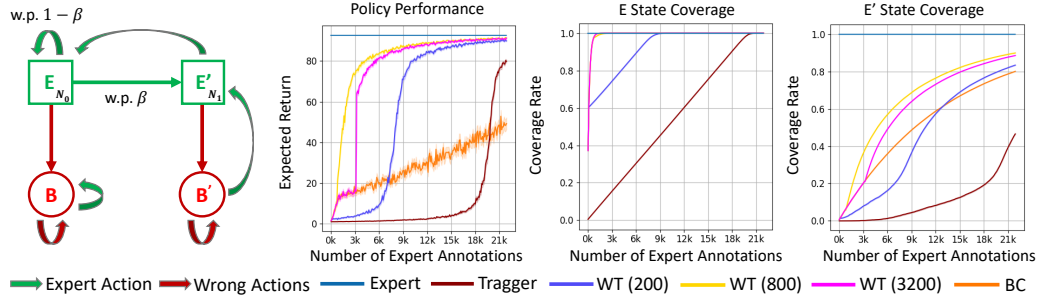 w.p. 1 − β
E N₀
w.p. β
E' N₁
B
B'
Policy Performance
Expected Return
80
60
40
20
0
0k 3k 6k 9k 12k 15k 18k 21k
Number of Expert Annotations
E State Coverage
Coverage Rate
1.0
0.8
0.6
0.4
0.2
0.0
0k 3k 6k 9k 12k 15k 18k 21k
Number of Expert Annotations
E' State Coverage
Coverage Rate
1.0
0.8
0.6
0.4
0.2
0.0
0k 3k 6k 9k 12k 15k 18k 21k
Number of Expert Annotations
Expert Action Wrong Actions Expert Tragger WT (200) WT (800) WT (3200) BC